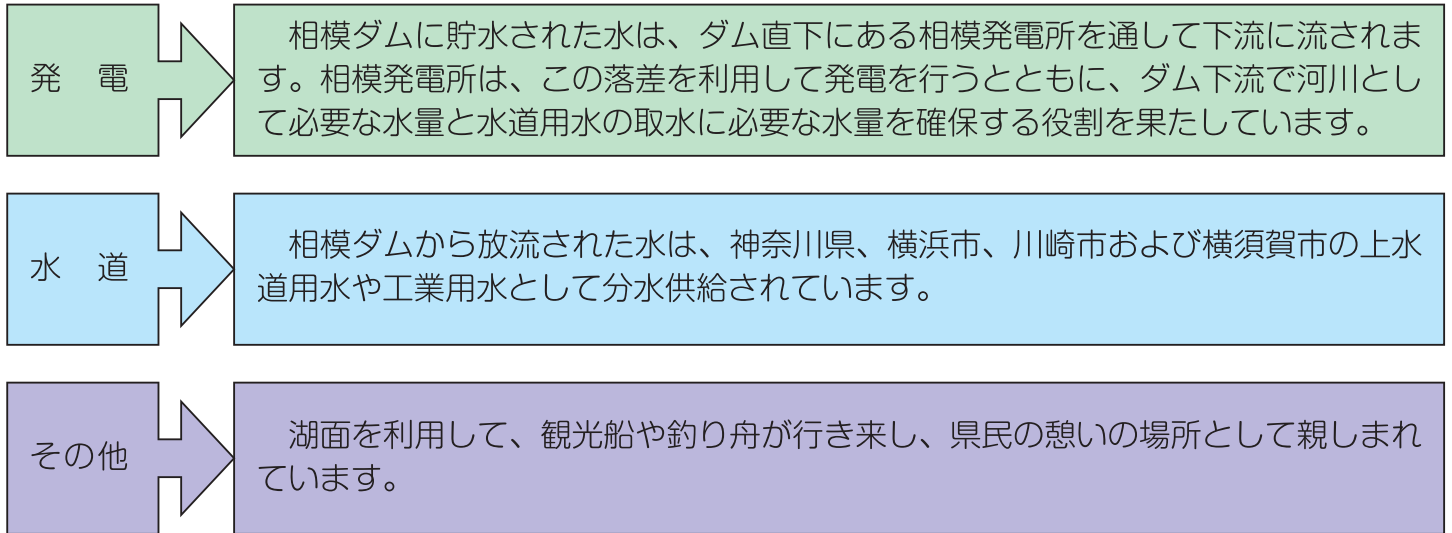 発　電
　相模ダムに貯水された水は、ダム直下にある相模発電所を通して下流に流されま
す。相模発電所は、この落差を利用して発電を行うとともに、ダム下流で河川とし
て必要な水量と水道用水の取水に必要な水量を確保する役割を果たしています。
水　道
　相模ダムから放流された水は、神奈川県、横浜市、川崎市および横須賀市の上水
道用水や工業用水として分水供給されています。
その他
　湖面を利用して、観光船や釣り舟が行き来し、県民の憩いの場所として親しまれ
ています。